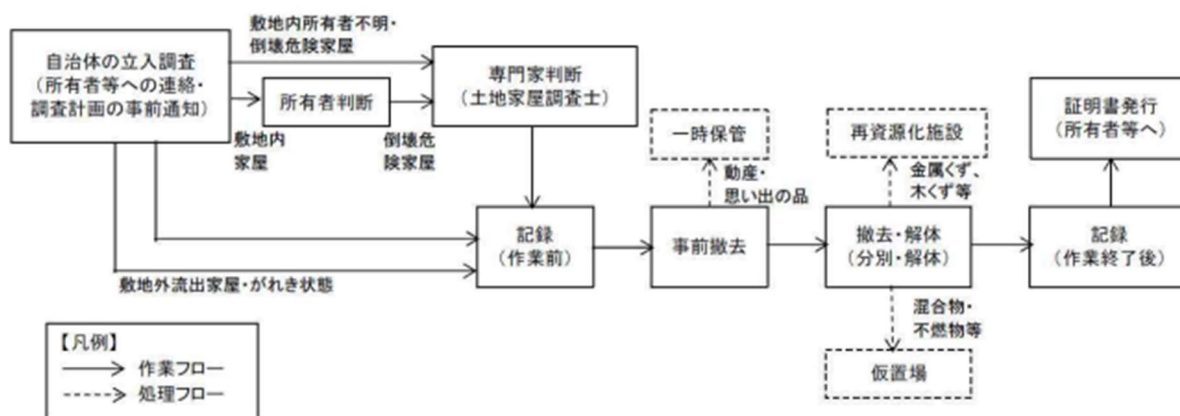 敷地内所有者不明・
倒壊危険家屋
自治体の立入調査
（所有者等への連絡・
調査計画の事前通知）
所有者判断
専門家判断
（土地家屋調査士）
敷地内
家屋
倒壊危
険家屋
一時保管
動産・
思い出の品
再資源化施設
金属くず、
木くず等
証明書発行
（所有者等へ）
記録
（作業前）
事前撤去
撤去・解体
（分別・解体）
記録
（作業終了後）
敷地外流出家屋・がれき状態
混合物・
不燃物等
仮置場
【凡例】
作業フロー
処理フロー